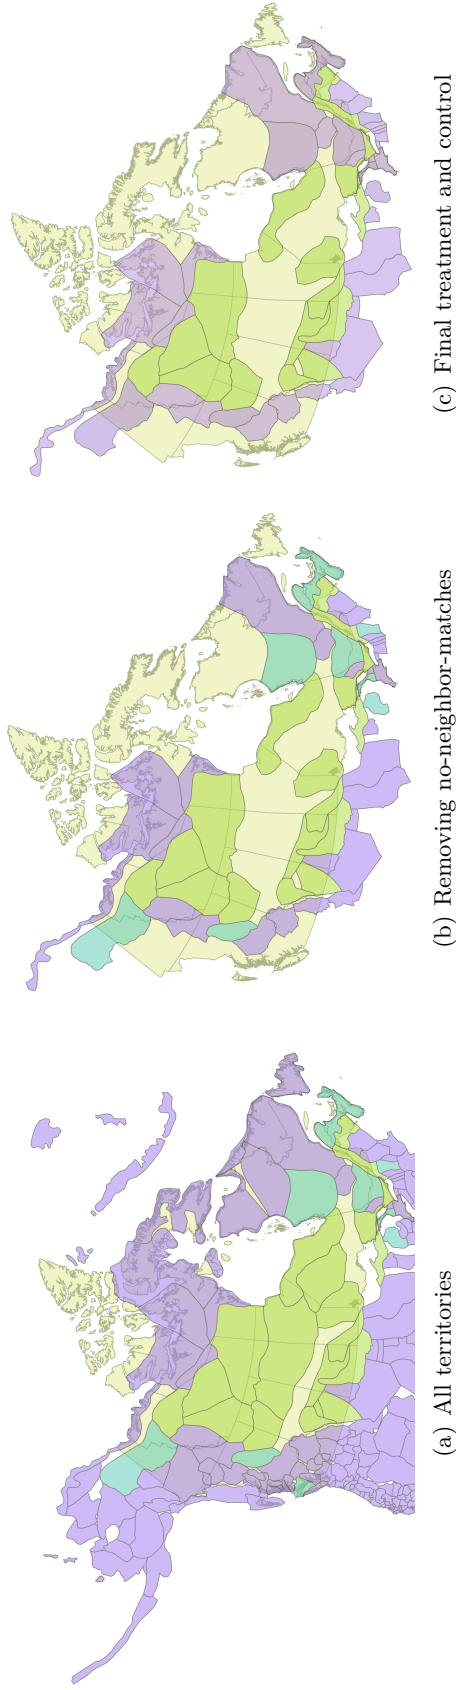 (a) All territories
(b) Removing no-neighbor-matches
(c) Final treatment and control